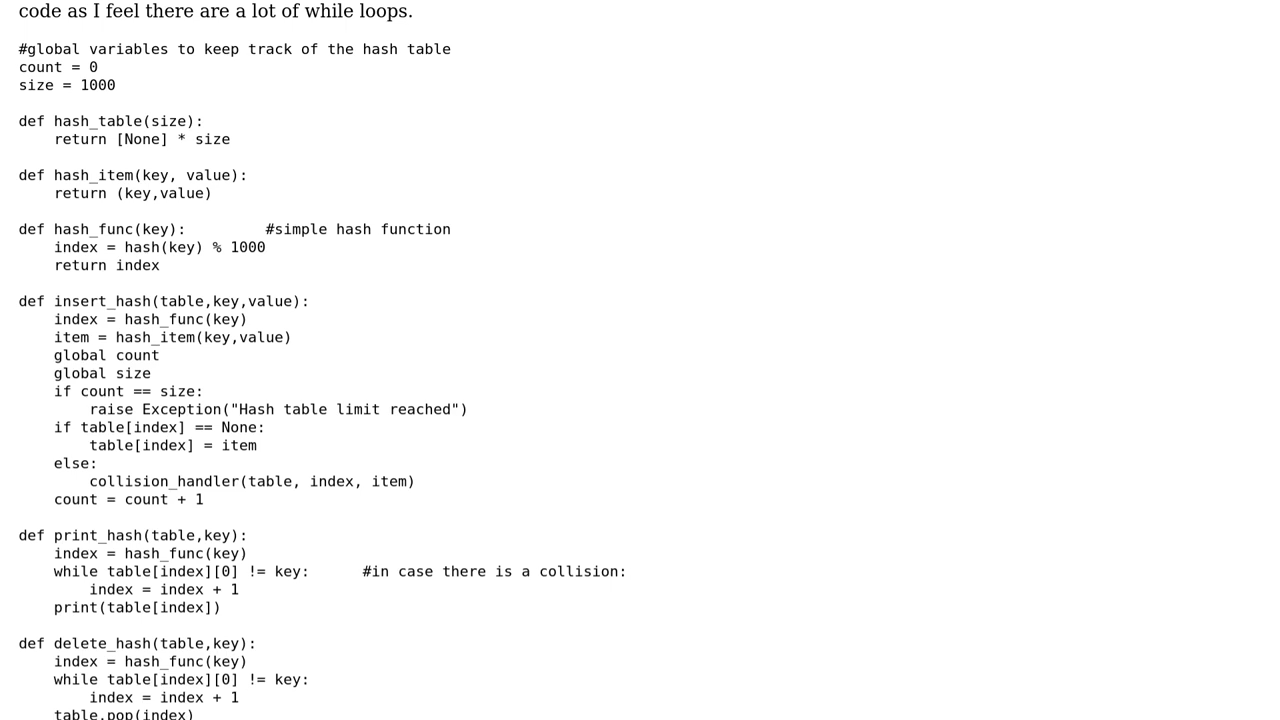 code as I feel there are a lot of while loops.
#global variables to keep track of the hash table
count = 0
size = 1000
def hash_table(size):
    return [None] * size
def hash_item(key, value):
    return (key,value)
def hash_func(key):         #simple hash function
    index = hash(key) % 1000
    return index
def insert_hash(table,key,value):
    index = hash_func(key)
    item = hash_item(key,value)
    global count
    global size
    if count == size:
        raise Exception("Hash table limit reached")
    if table[index] == None:
        table[index] = item
    else:
        collision_handler(table, index, item)
    count = count + 1
def print_hash(table,key):
    index = hash_func(key)
    while table[index][0] != key:      #in case there is a collision:
        index = index + 1
    print(table[index])
def delete_hash(table,key):
    index = hash_func(key)
    while table[index][0] != key:
        index = index + 1
    table.pop(index)